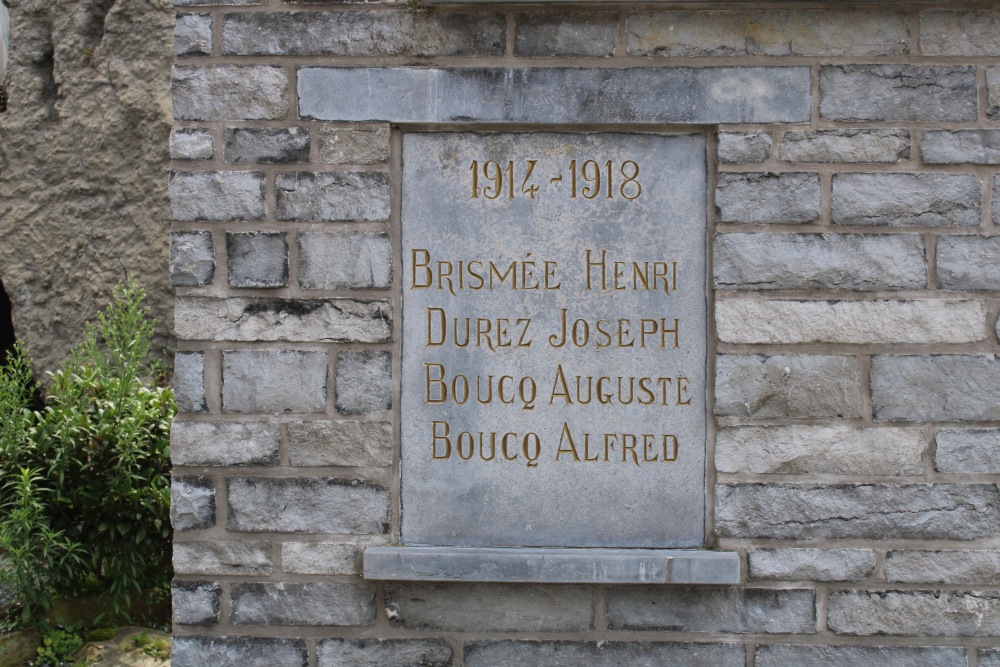 1914-1918
BRISMÉE HENRI
DUREZ JOSEPH
BOUCQ AUGUSTE
BOUCQ ALFRED